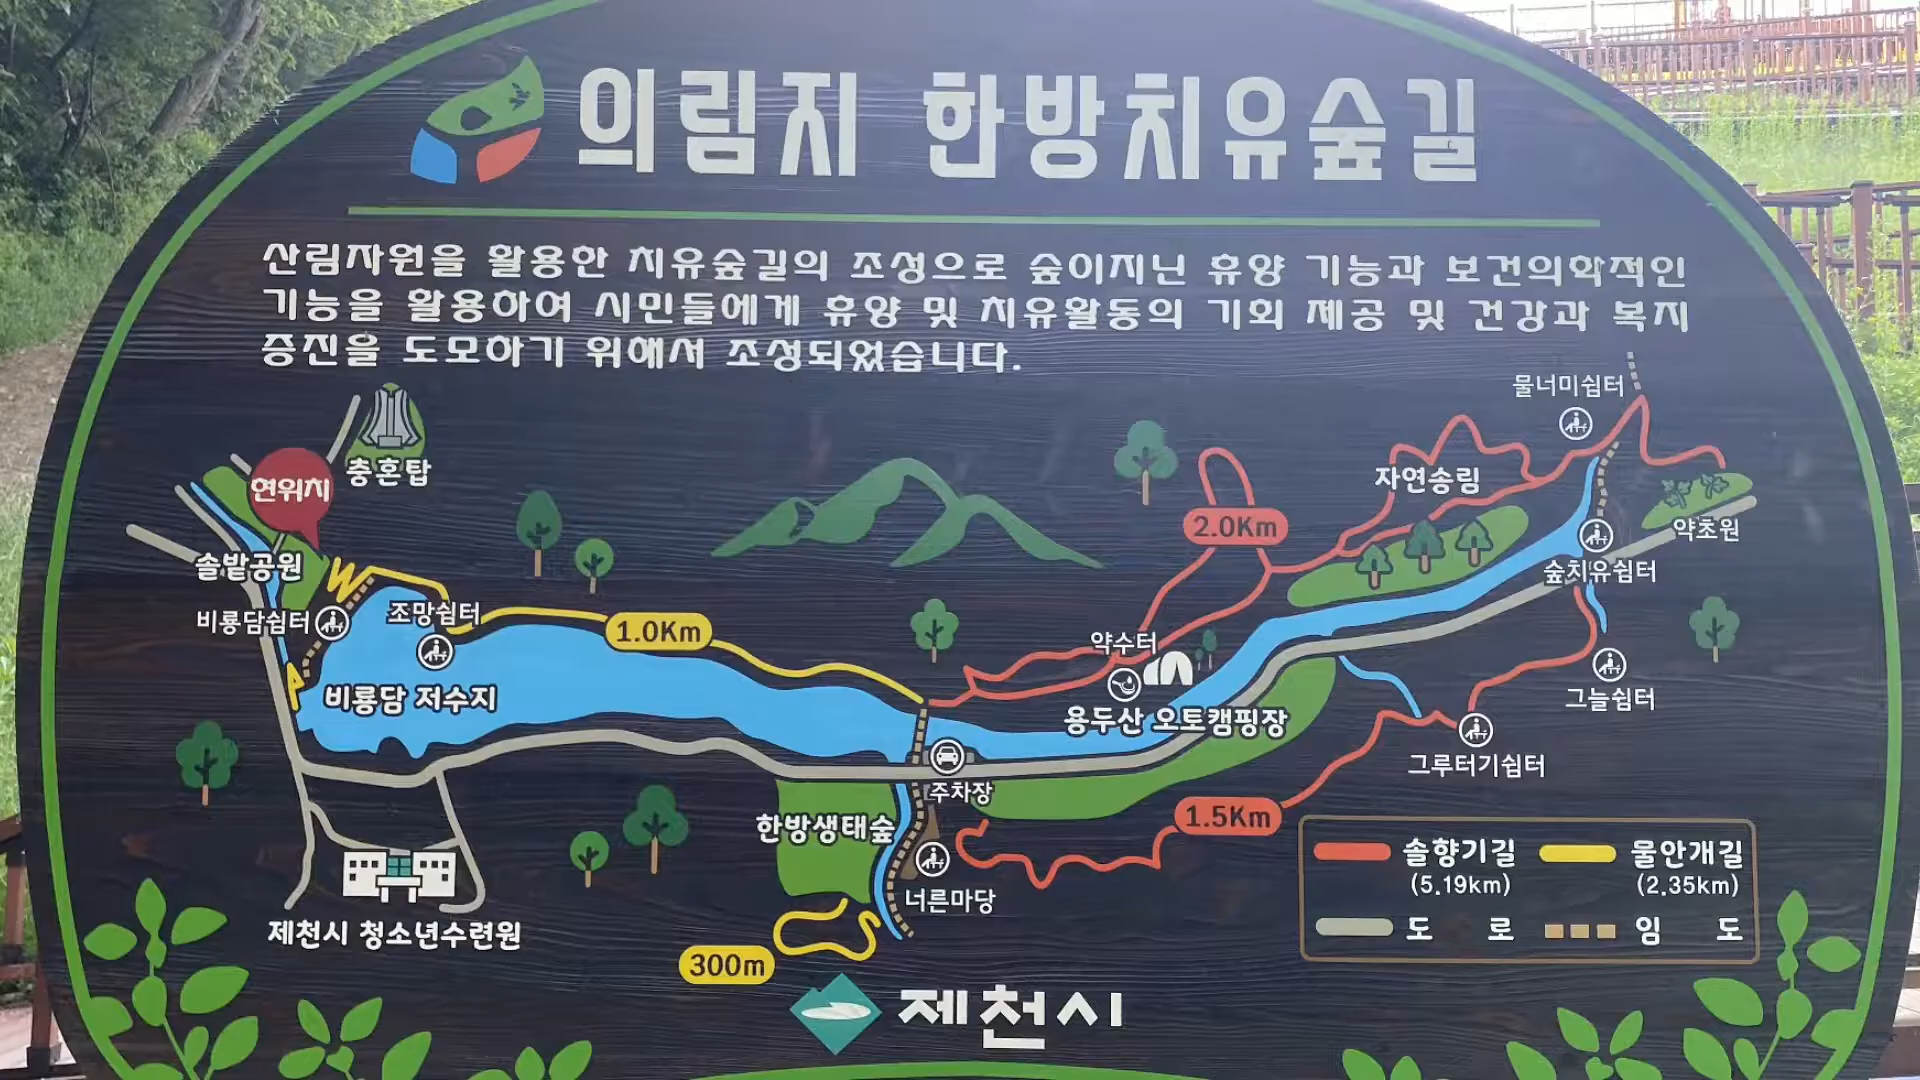 의림지 한방치유숲길
산림자원을 활용한 치유숲길의 조성으로 숲이지닌 휴양 기능과 보건의학적인
기능을 활용하여 시민들에게 휴양 및 치유활동의 기회 제공 및 건강과 복지
증진을 도모하기 위해서 조성되었습니다.
물너미쉼터
충혼탑
현위치
자연송림
2.0Km
약초원
솔밭공원
숲치유쉼터
비룡담쉼터
조망쉼터
1.0Km
약수터
비룡담 저수지
그늘쉼터
용두산 오토캠핑장
그루터기쉼터
주차장
한방생태숲
1.5Km
너른마당
솔향기길
물안개길
(5.19km)
(2.35km)
도 로
임 도
제천시 청소년수련원
300m
제천시